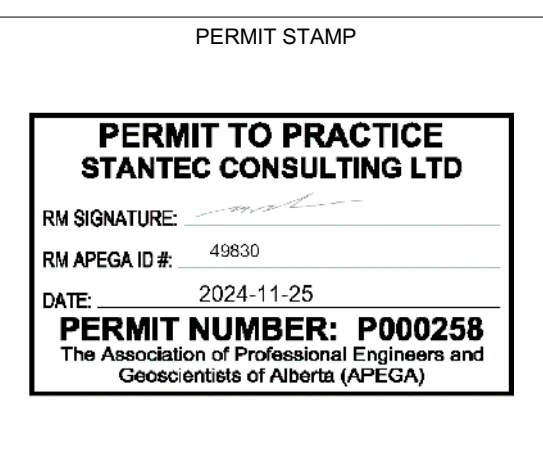 PERMIT STAMP
PERMIT TO PRACTICE
STANTEC CONSULTING LTD
RM SIGNATURE:
RM APEGA ID #: 49830
DATE: 2024-11-25
PERMIT NUMBER: P000258
The Association of Professional Engineers and
Geoscientists of Alberta (APEGA)